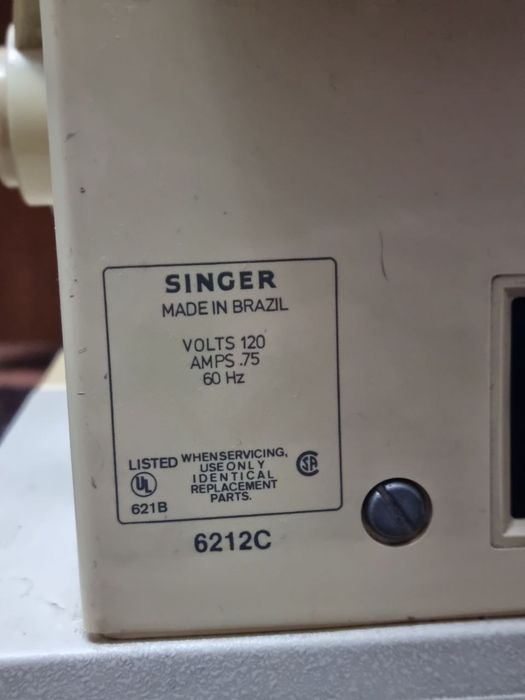 SINGER
MADE IN BRAZIL
VOLTS 120
AMPS .75
60 Hz
LISTED
UL
621B
WHEN SERVICING,
USE ONLY
IDENTICAL
REPLACEMENT
PARTS.
SA
6212C